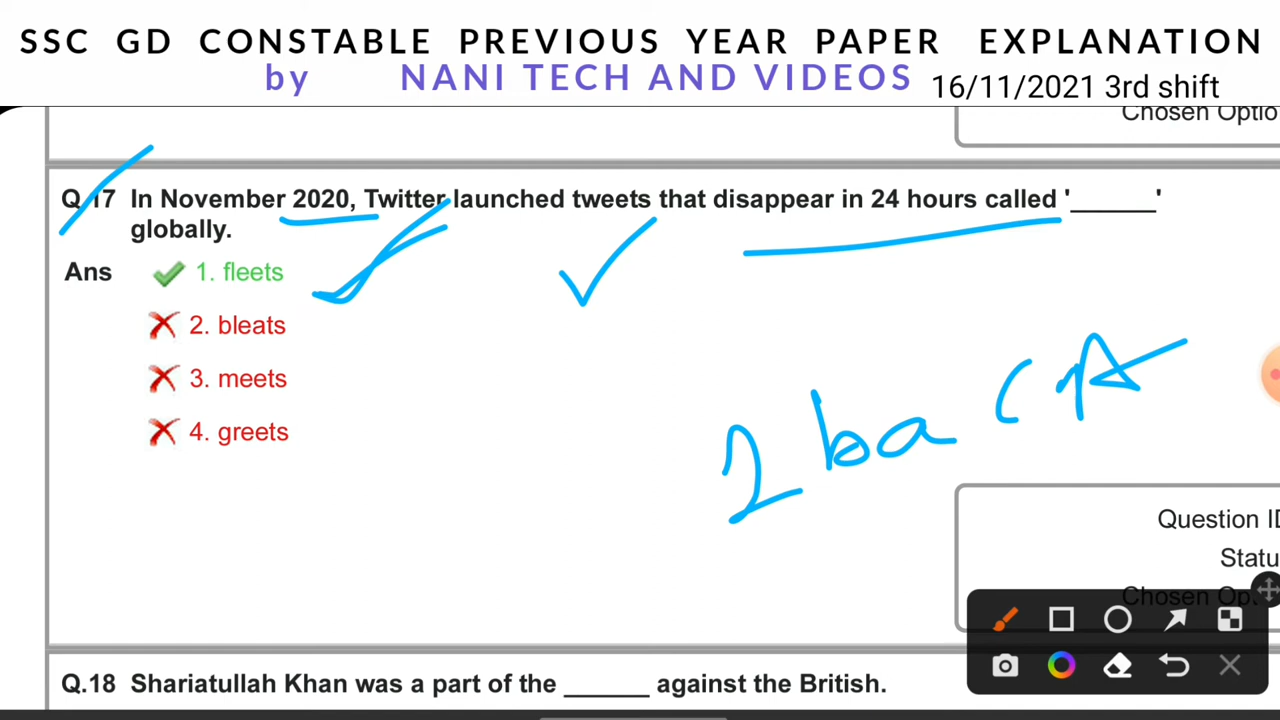 SSC GD CONSTABLE PREVIOUS YEAR PAPER EXPLANATION
by NANI TECH AND VIDEOS 16/11/2021 3rd shift
Chosen Optio
Q.17 In November 2020, Twitter launched tweets that disappear in 24 hours called '______'
globally.
Ans 1. fleets
2. bleats
3. meets
4. greets
Question ID
Statu
Chosen Op
Q.18 Shariatullah Khan was a part of the ______ against the British.